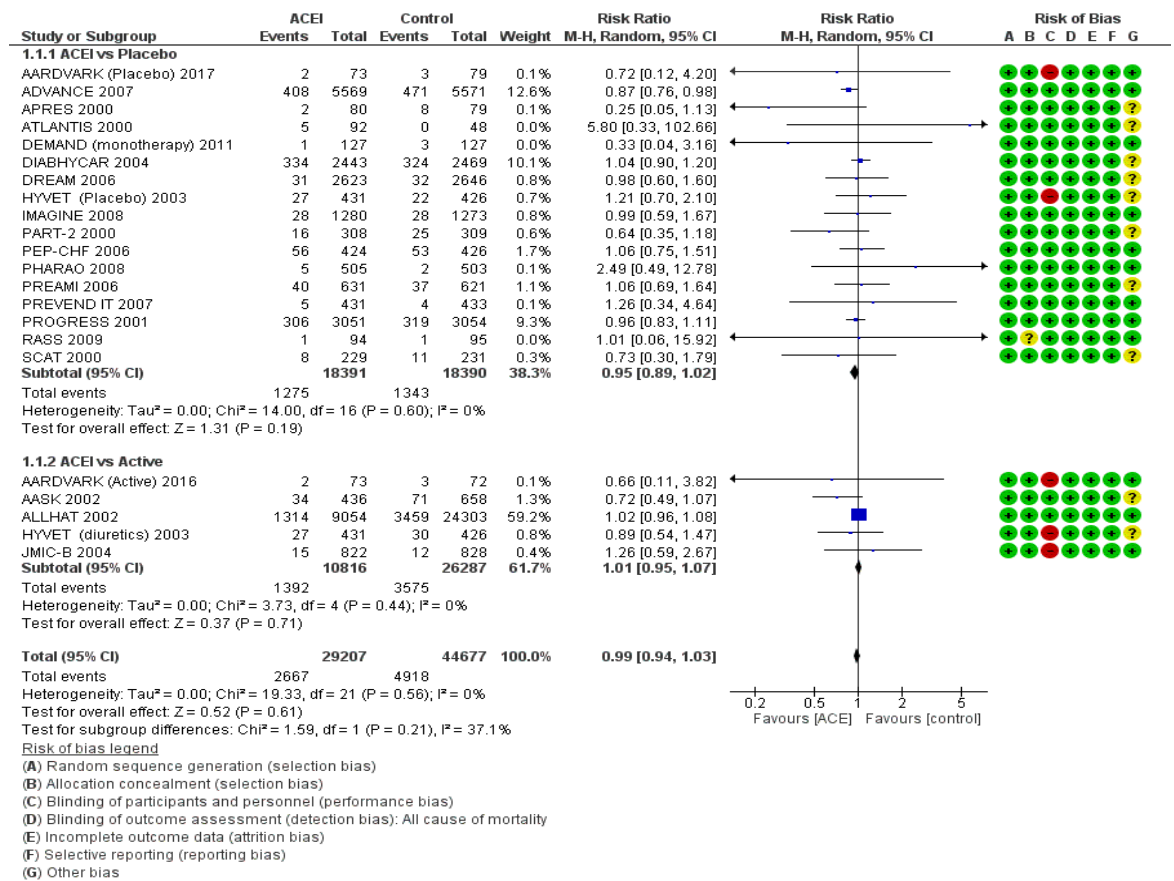 ACEI Control Risk Ratio Risk Ratio Risk of Bias
Study or Subgroup Events Total Events Total Weight M-H, Random, 95% CI M-H, Random, 95% CI A B C D E F G
1.1.1 ACEI vs Placebo
AARDVARK (Placebo) 2017 2 73 3 79 0.1% 0.72 [0.12, 4.20] + + - + + + +
ADVANCE 2007 408 5569 471 5571 12.6% 0.87 [0.76, 0.98] + + + + + + +
APRES 2000 2 80 8 79 0.1% 0.25 [0.05, 1.13] + + + + + + ?
ATLANTIS 2000 5 92 0 48 0.0% 5.80 [0.33, 102.66] + + + + + + ?
DEMAND (monotherapy) 2011 1 127 3 127 0.0% 0.33 [0.04, 3.16] + + + + + + +
DIABHYCAR 2004 334 2443 324 2469 10.1% 1.04 [0.90, 1.20] + + + + + + ?
DREAM 2006 31 2623 32 2646 0.8% 0.98 [0.60, 1.60] + + + + + + ?
HYVET (Placebo) 2003 27 431 22 426 0.7% 1.21 [0.70, 2.10] + + - + + + ?
IMAGINE 2008 28 1280 28 1273 0.8% 0.99 [0.59, 1.67] + + + + + + +
PART-2 2000 16 308 25 309 0.6% 0.64 [0.35, 1.18] + + + + + + ?
PEP-CHF 2006 56 424 53 426 1.7% 1.06 [0.75, 1.51] + + + + + + +
PHARAO 2008 5 505 2 503 0.1% 2.49 [0.49, 12.78] + + + + + + +
PREAMI 2006 40 631 37 621 1.1% 1.06 [0.69, 1.64] + + + + + + ?
PREVEND IT 2007 5 431 4 433 0.1% 1.26 [0.34, 4.64] + + + + + + +
PROGRESS 2001 306 3051 319 3054 9.3% 0.96 [0.83, 1.11] + + + + + + +
RASS 2009 1 94 1 95 0.0% 1.01 [0.06, 15.92] + ? + + + + +
SCAT 2000 8 229 11 231 0.3% 0.73 [0.30, 1.79] + + + + + + ?
Subtotal (95% CI) 18391 18390 38.3% 0.95 [0.89, 1.02]
Total events 1275 1343
Heterogeneity: Tau² = 0.00; Chi² = 14.00, df = 16 (P = 0.60); I² = 0%
Test for overall effect: Z = 1.31 (P = 0.19)
1.1.2 ACEI vs Active
AARDVARK (Active) 2016 2 73 3 72 0.1% 0.66 [0.11, 3.82] + + - + + + +
AASK 2002 34 436 71 658 1.3% 0.72 [0.49, 1.07] + + + + + + ?
ALLHAT 2002 1314 9054 3459 24303 59.2% 1.02 [0.96, 1.08] + + + + + + +
HYVET (diuretics) 2003 27 431 30 426 0.8% 0.89 [0.54, 1.47] + + - + + + ?
JMIC-B 2004 15 822 12 828 0.4% 1.26 [0.59, 2.67] + + - + + + +
Subtotal (95% CI) 10816 26287 61.7% 1.01 [0.95, 1.07]
Total events 1392 3575
Heterogeneity: Tau² = 0.00; Chi² = 3.73, df = 4 (P = 0.44); I² = 0%
Test for overall effect: Z = 0.37 (P = 0.71)
Total (95% CI) 29207 44677 100.0% 0.99 [0.94, 1.03]
Total events 2667 4918
Heterogeneity: Tau² = 0.00; Chi² = 19.33, df = 21 (P = 0.56); I² = 0%
Test for overall effect: Z = 0.52 (P = 0.61)
Test for subgroup differences: Chi² = 1.59, df = 1 (P = 0.21), I² = 37.1%
0.2 0.5 1 2 5
Favours [ACE] Favours [control]
Risk of bias legend
(A) Random sequence generation (selection bias)
(B) Allocation concealment (selection bias)
(C) Blinding of participants and personnel (performance bias)
(D) Blinding of outcome assessment (detection bias): All cause of mortality
(E) Incomplete outcome data (attrition bias)
(F) Selective reporting (reporting bias)
(G) Other bias